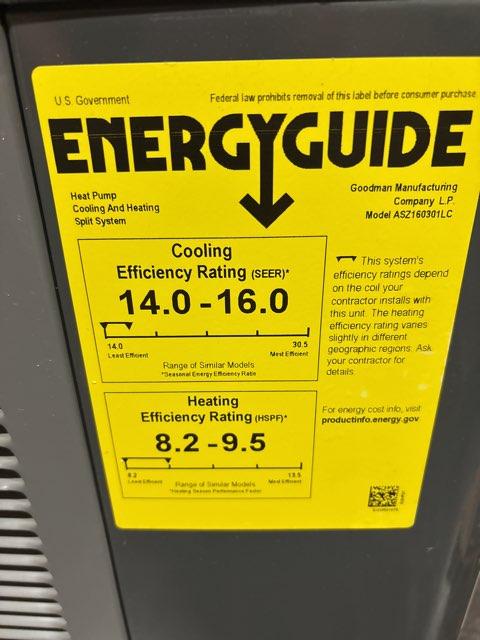 U.S. Government
Federal law prohibits removal of this label before consumer purchase
ENERGYGUIDE
Heat Pump
Cooling And Heating
Split System
Goodman Manufacturing
Company L.P.
Model ASZ160301LC
Cooling
Efficiency Rating (SEER)*
14.0 - 16.0
14.0
30.5
Least Efficient
Most Efficient
Range of Similar Models
*Seasonal Energy Efficiency Ratio
This system's
efficiency ratings depend
on the coil your
contractor installs with
this unit. The heating
efficiency rating varies
slightly in different
geographic regions. Ask
your contractor for
details.
Heating
Efficiency Rating (HSPF)*
8.2 - 9.5
8.2
13.5
Least Efficient
Most Efficient
Range of Similar Models
*Heating Season Performance Factor
For energy cost info, visit
productinfo.energy.gov